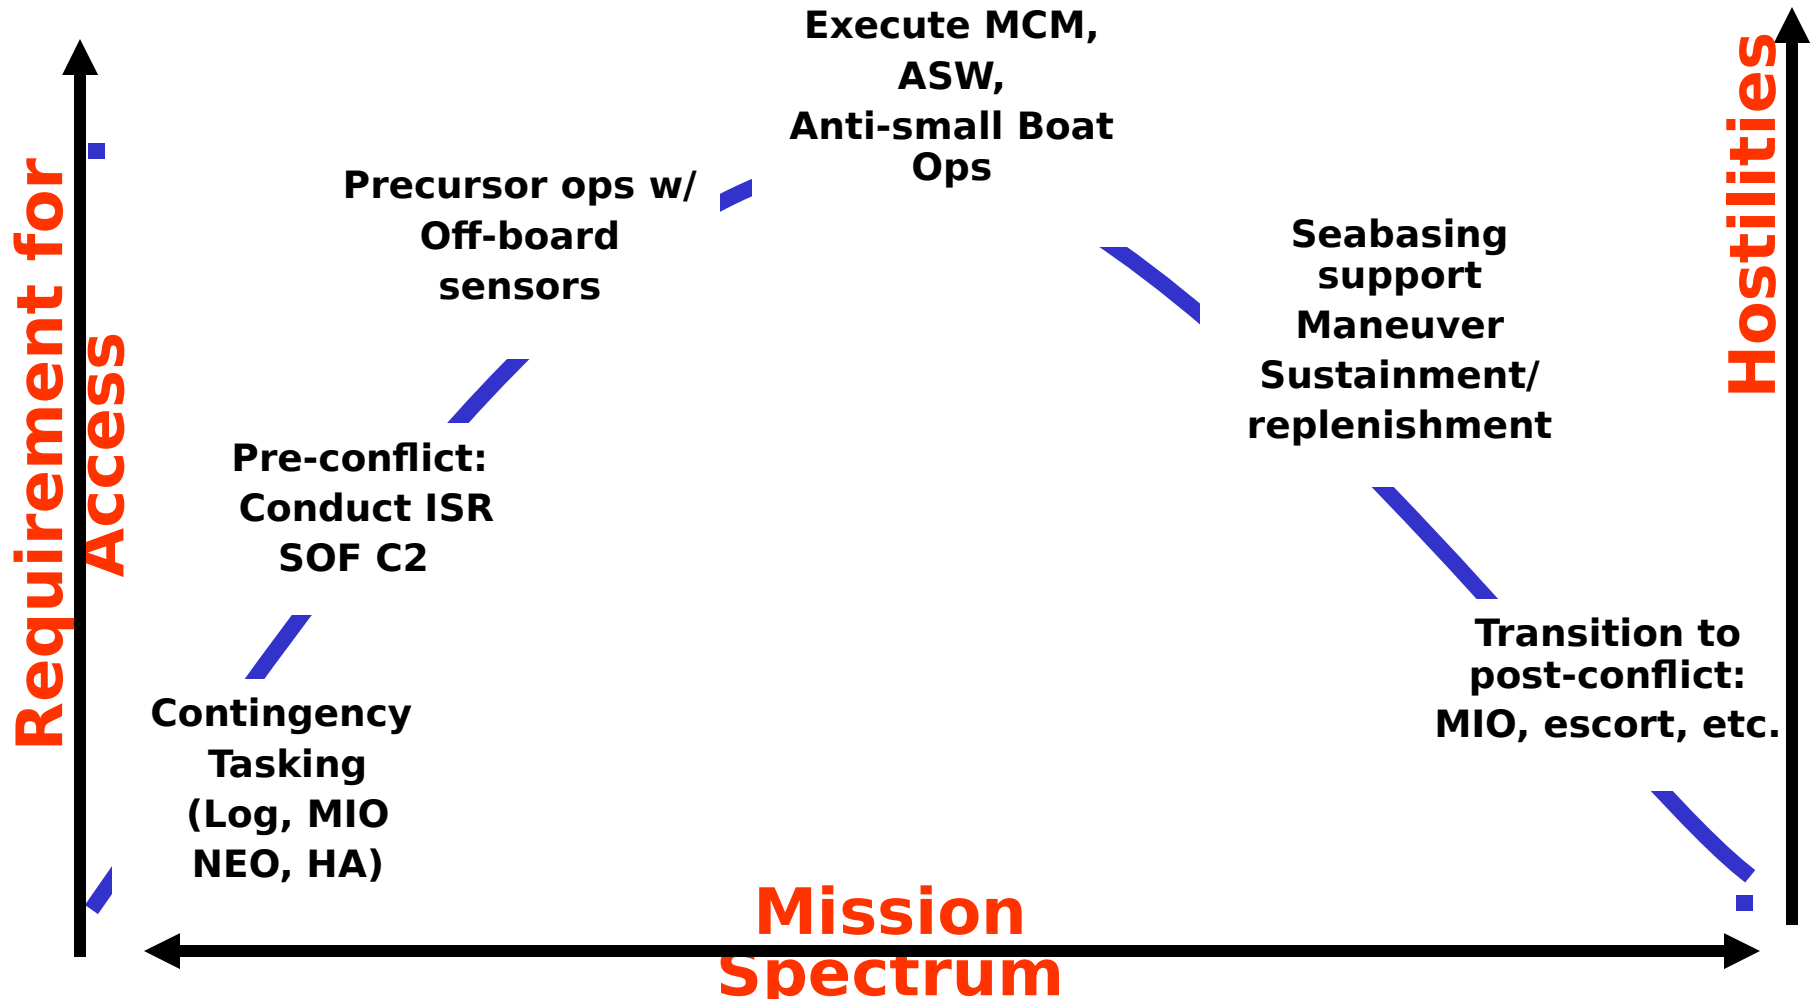 Requirement for
Access
Contingency
Tasking
(Log, MIO
NEO, HA)
Pre-conflict:
Conduct ISR
SOF C2
Precursor ops w/
Off-board
sensors
Execute MCM,
ASW,
Anti-small Boat
Ops
Seabasing
support
Maneuver
Sustainment/
replenishment
Transition to
post-conflict:
MIO, escort, etc.
Hostilities
Mission
Spectrum